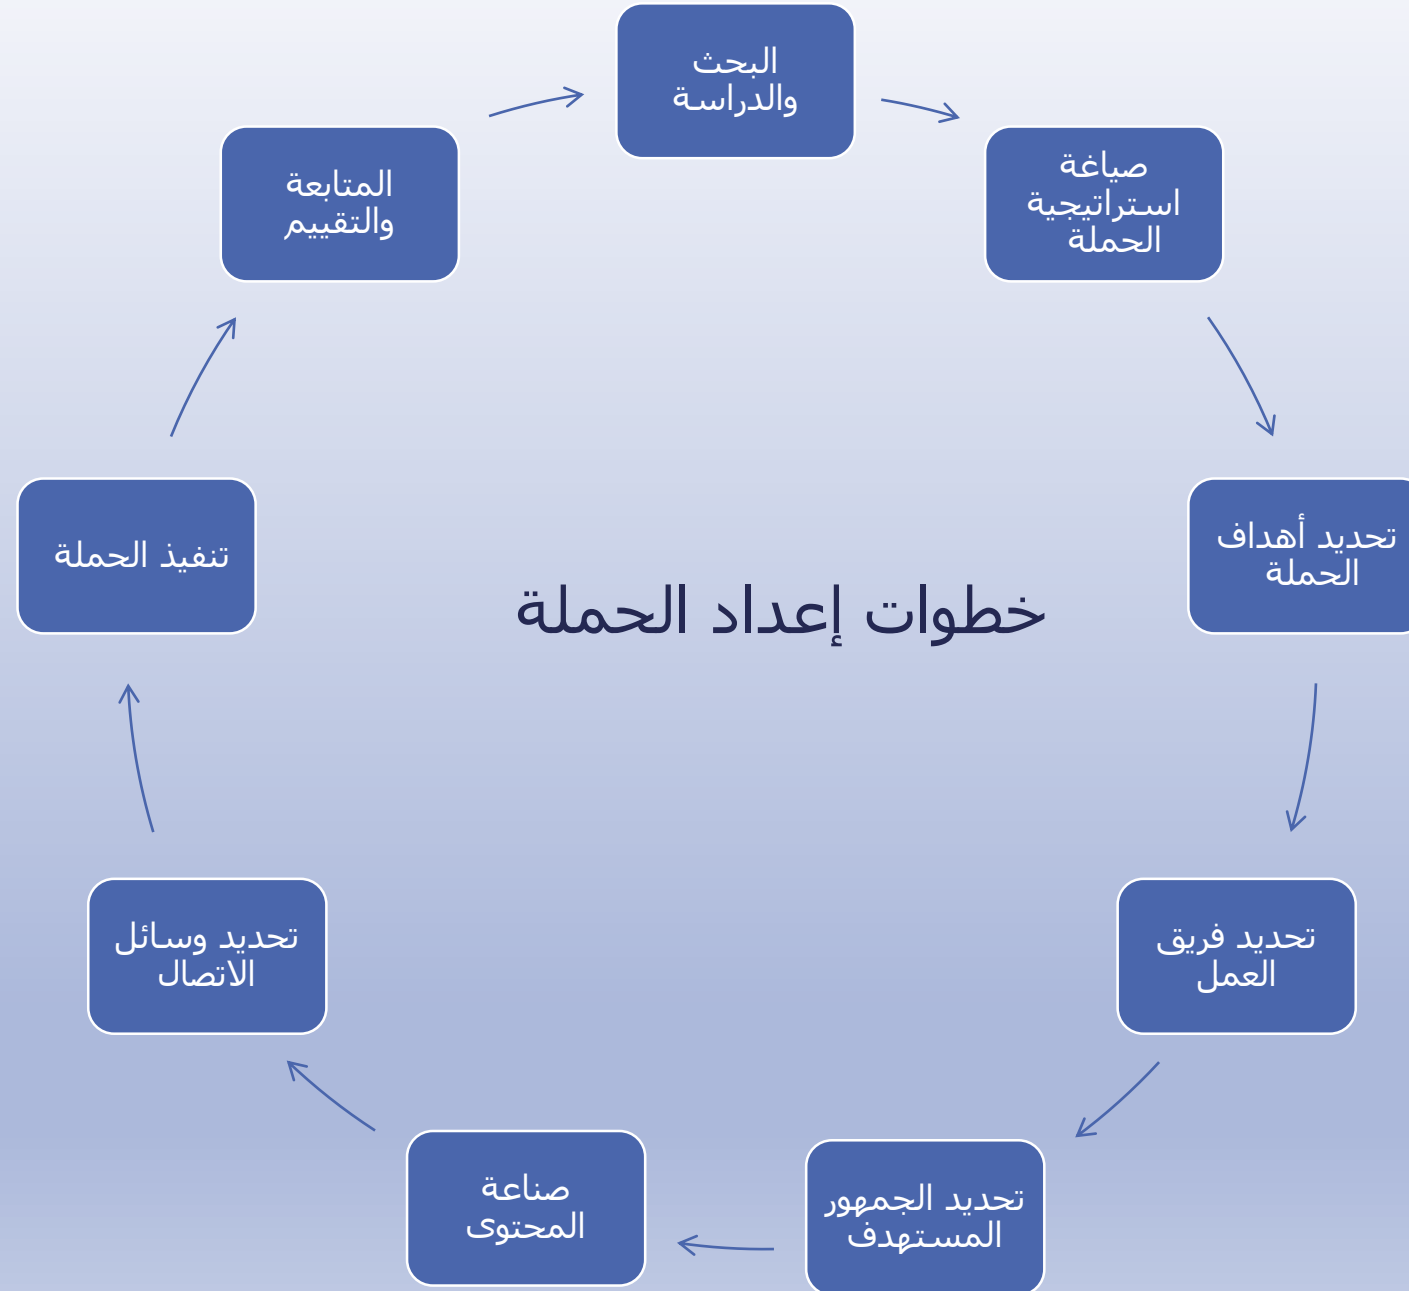 خطوات إعداد الحملة
البحث
والدراسة
صياغة
استراتيجية
الحملة
تحديد أهداف
الحملة
تحديد فريق
العمل
تحديد الجمهور
المستهدف
صناعة
المحتوى
تحديد وسائل
الاتصال
تنفيذ الحملة
المتابعة
والتقييم